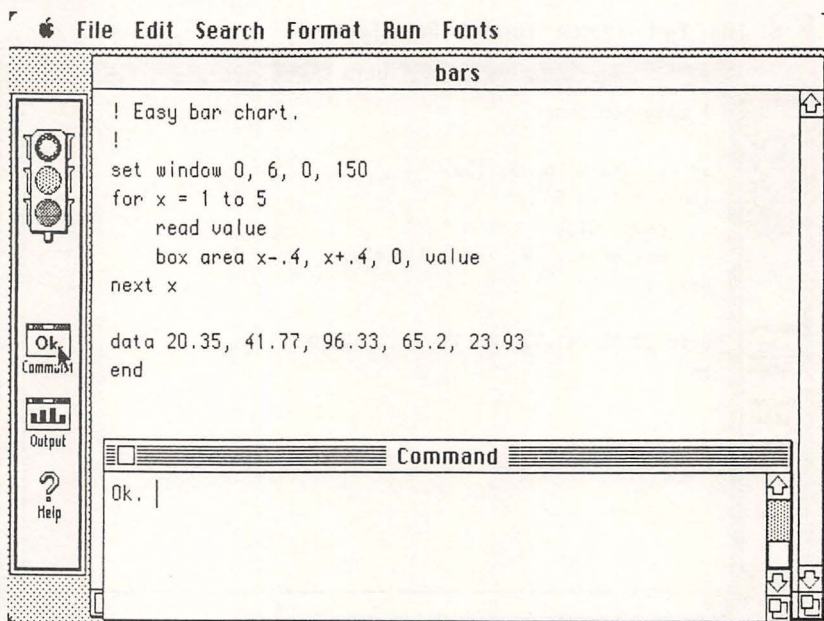 File Edit Search Format Run Fonts
bars
! Easy bar chart.
!
set window 0, 6, 0, 150
for x = 1 to 5
read value
box area x-.4, x+.4, 0, value
next x
data 20.35, 41.77, 96.33, 65.2, 23.93
end
Ok.
Output
Help
Command
Ok.